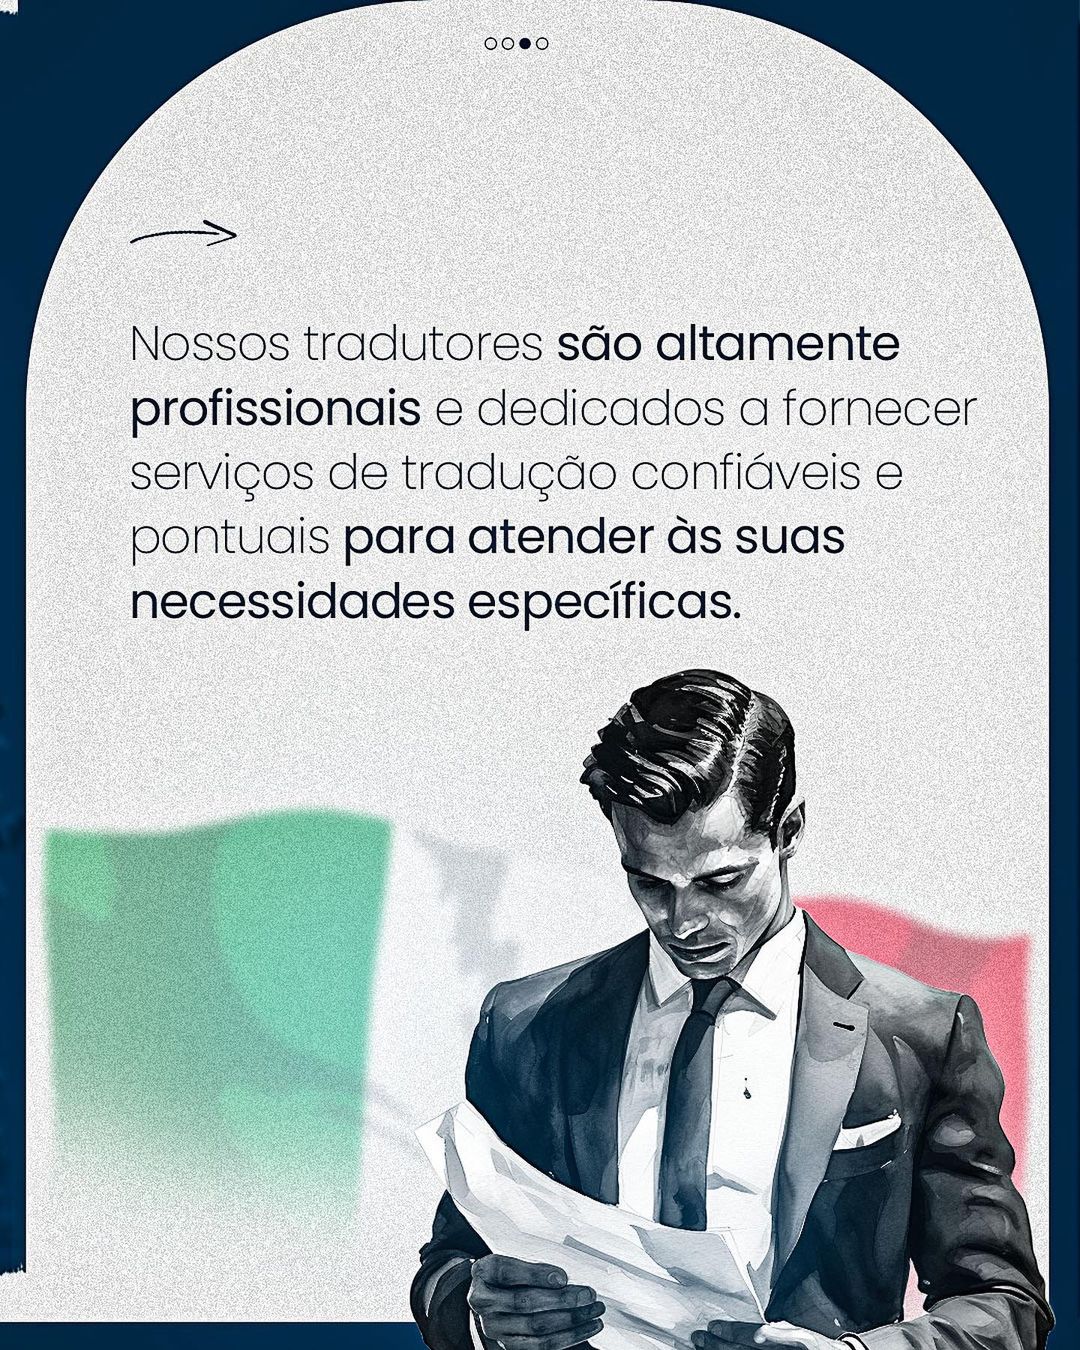 Nossos tradutores são altamente
profissionais e dedicados a fornecer
serviços de tradução confiáveis e
pontuais para atender às suas
necessidades específicas.